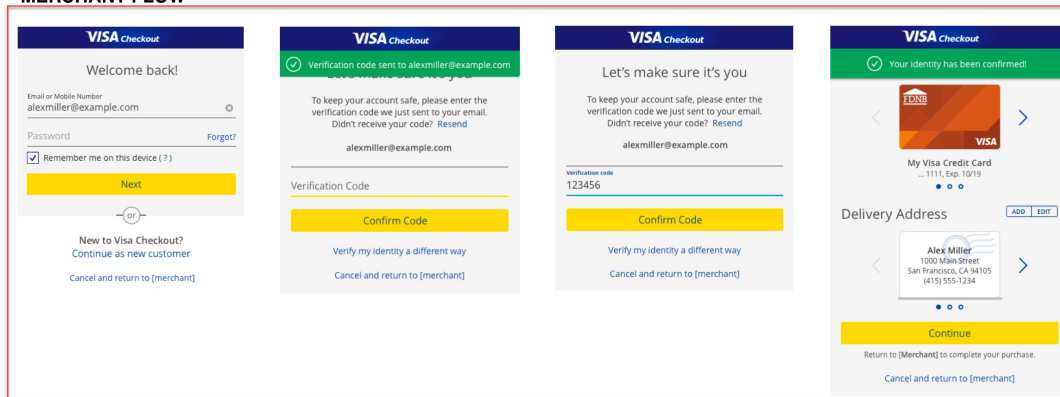 MERCHANT FLOW
VISA Checkout
Welcome back!
Email or Mobile Number
alexmiller@example.com
Password Forgot?
Remember me on this device (?)
Next
or
New to Visa Checkout?
Continue as new customer
Cancel and return to [merchant]
VISA Checkout
Verification code sent to alexmiller@example.com
Let's make sure it's you
To keep your account safe, please enter the
verification code we just sent to your email.
Didn't receive your code? Resend
alexmiller@example.com
Verification Code
Confirm Code
Verify my identity a different way
Cancel and return to [merchant]
VISA Checkout
Let's make sure it's you
To keep your account safe, please enter the
verification code we just sent to your email.
Didn't receive your code? Resend
alexmiller@example.com
Verification code
123456
Confirm Code
Verify my identity a different way
Cancel and return to [merchant]
VISA Checkout
Your identity has been confirmed!
FDNB
VISA
My Visa Credit Card
... 1111, Exp. 10/19
Delivery Address ADD EDIT
Alex Miller
1000 Main Street
San Francisco, CA 94105
(415) 555-1234
Continue
Return to [Merchant] to complete your purchase.
Cancel and return to [merchant]